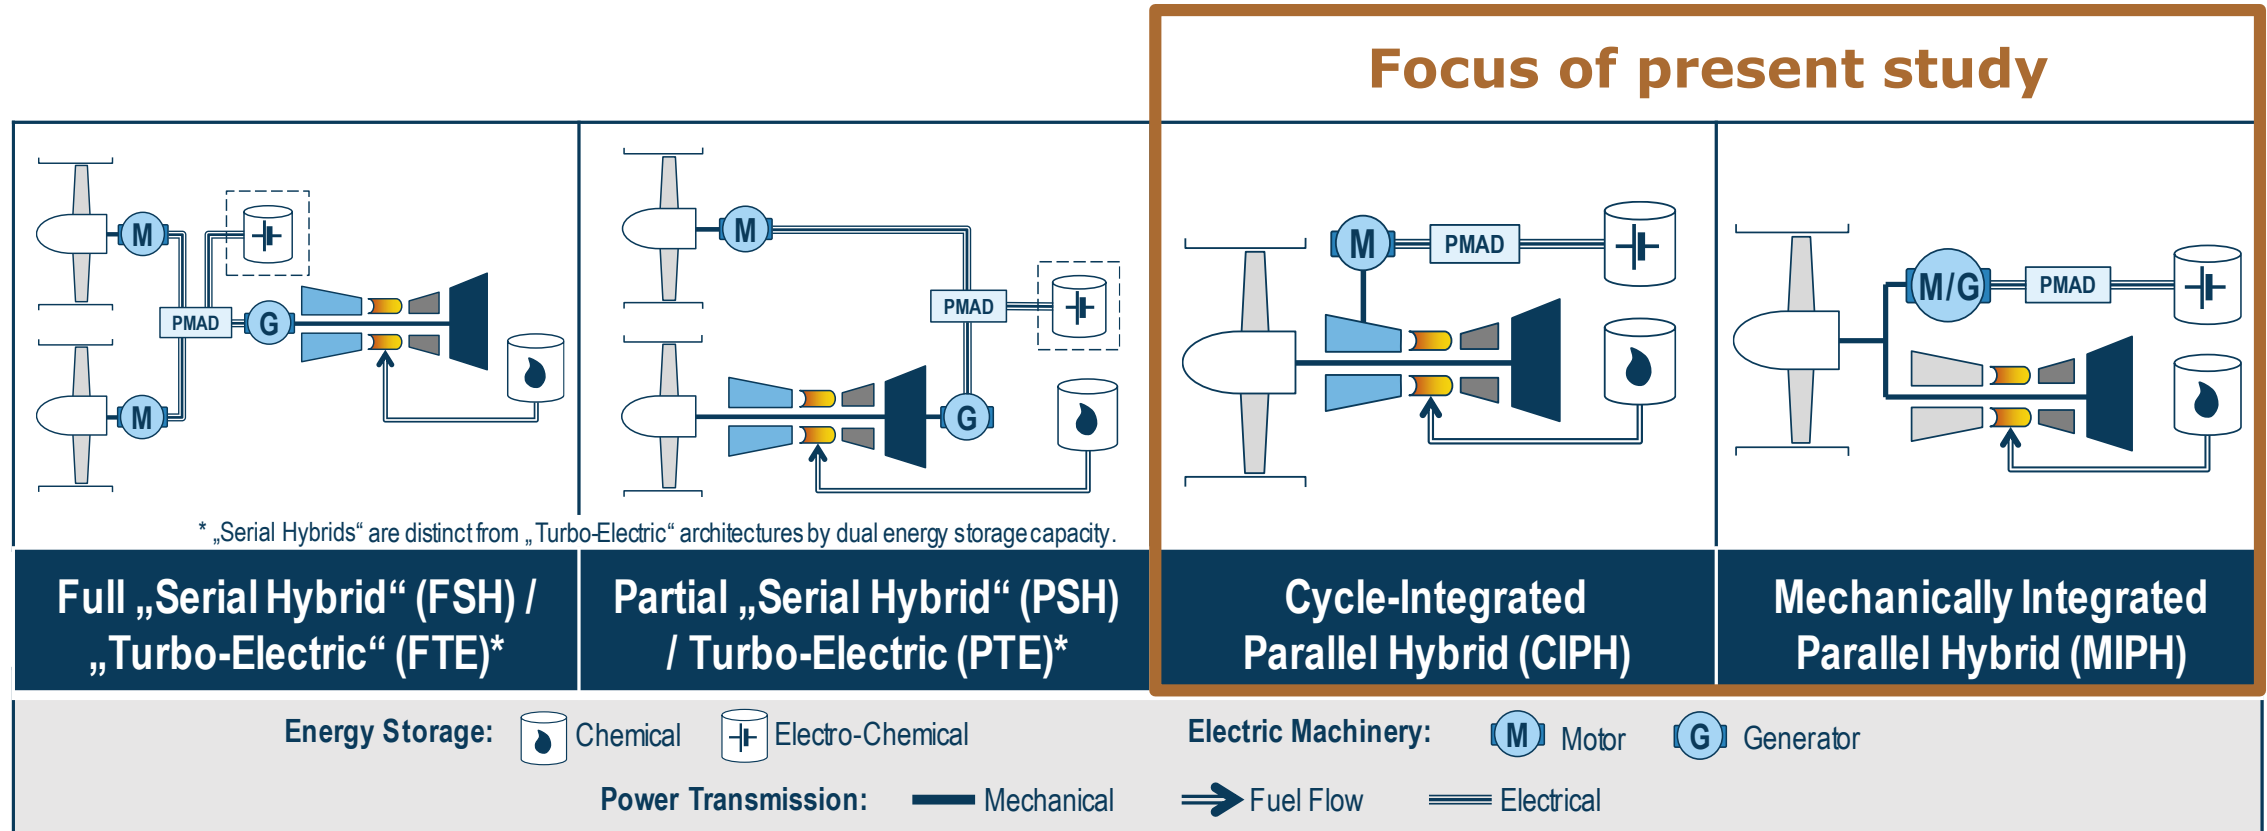 Focus of present study
M
PMAD
G
M
M
PMAD
G
M
PMAD
M/G
PMAD
* „Serial Hybrids“ are distinct from „Turbo-Electric“ architectures by dual energy storage capacity.
Full „Serial Hybrid“ (FSH) /
„Turbo-Electric“ (FTE)*
Partial „Serial Hybrid“ (PSH)
/ Turbo-Electric (PTE)*
Cycle-Integrated
Parallel Hybrid (CIPH)
Mechanically Integrated
Parallel Hybrid (MIPH)
Energy Storage: Chemical Electro-Chemical Electric Machinery: M Motor G Generator
Power Transmission: Mechanical Fuel Flow Electrical